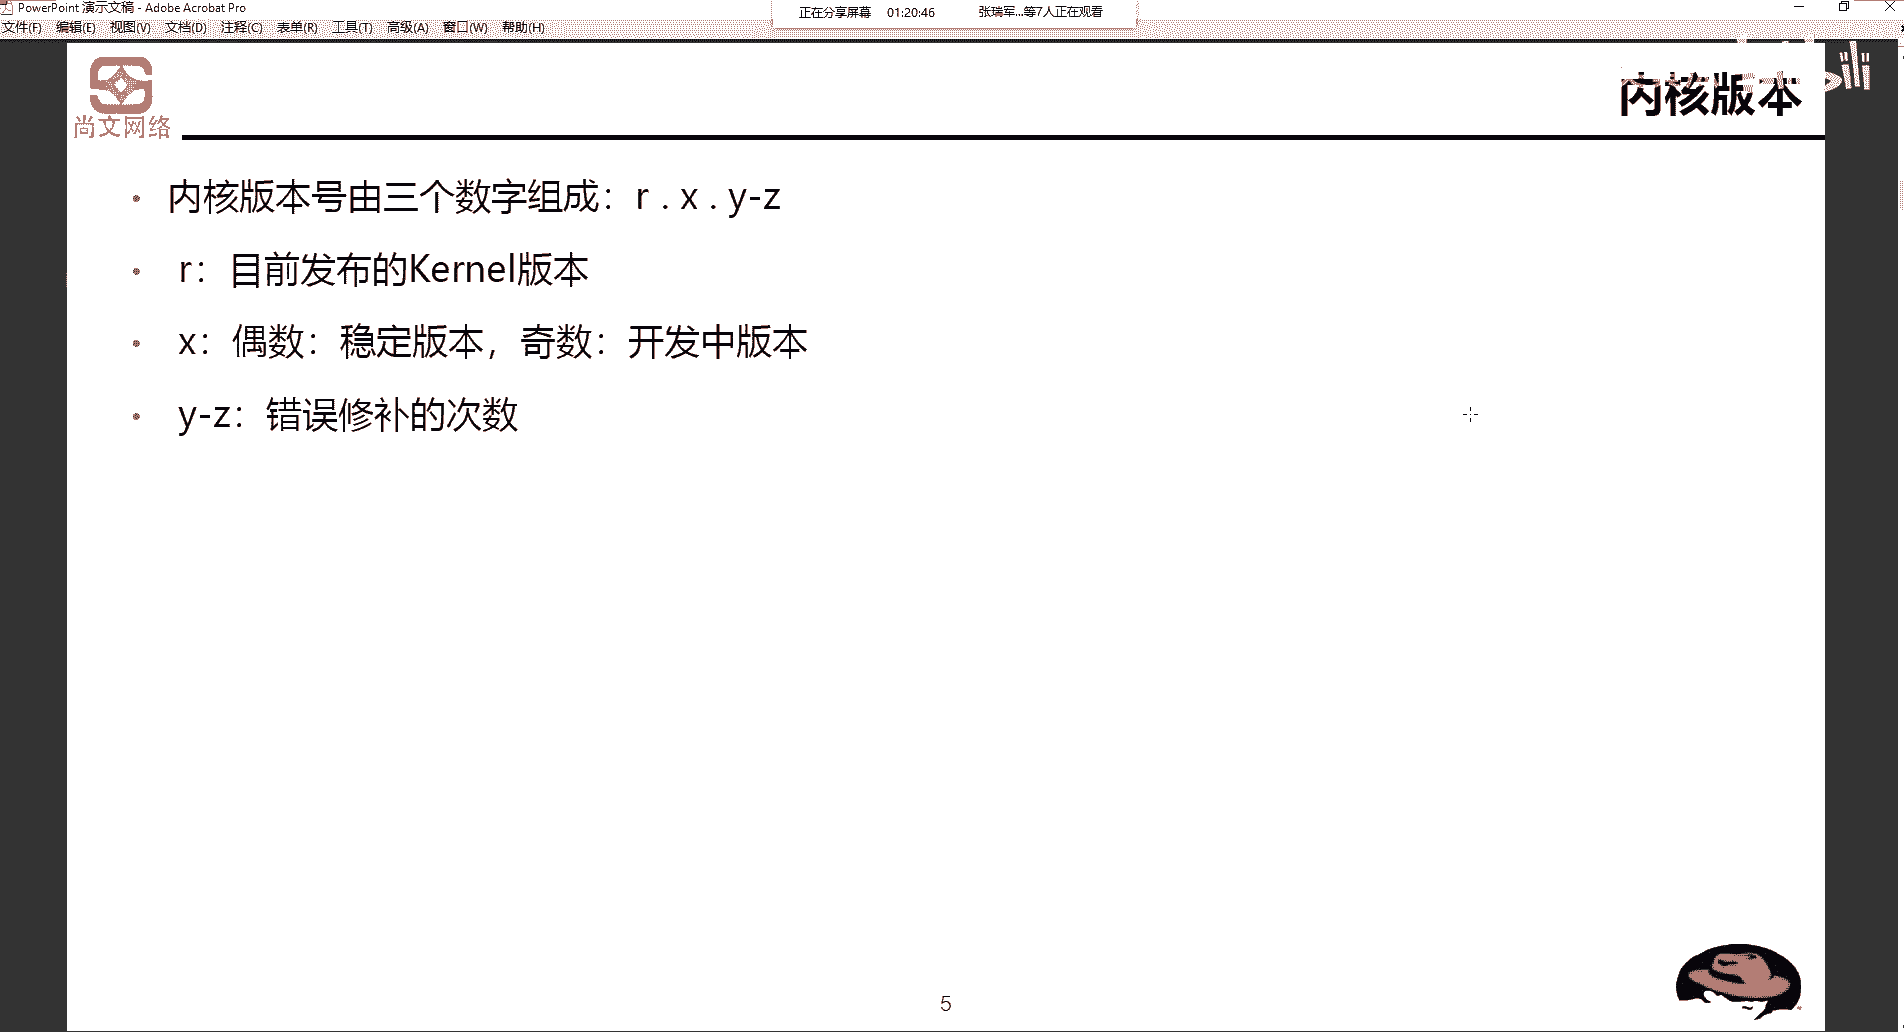 PowerPoint 演示文稿 - Adobe Acrobat Pro
正在分享屏幕 01:20:46 张瑞军...等7人正在观看
文件(F) 编辑(E) 视图(V) 文档(D) 注释(C) 表单(R) 工具(T) 高级(A) 窗口(W) 帮助(H)
尚文网络
内核版本
• 内核版本号由三个数字组成：r . x . y-z
• r：目前发布的Kernel版本
• x：偶数：稳定版本，奇数：开发中版本
• y-z：错误修补的次数
5